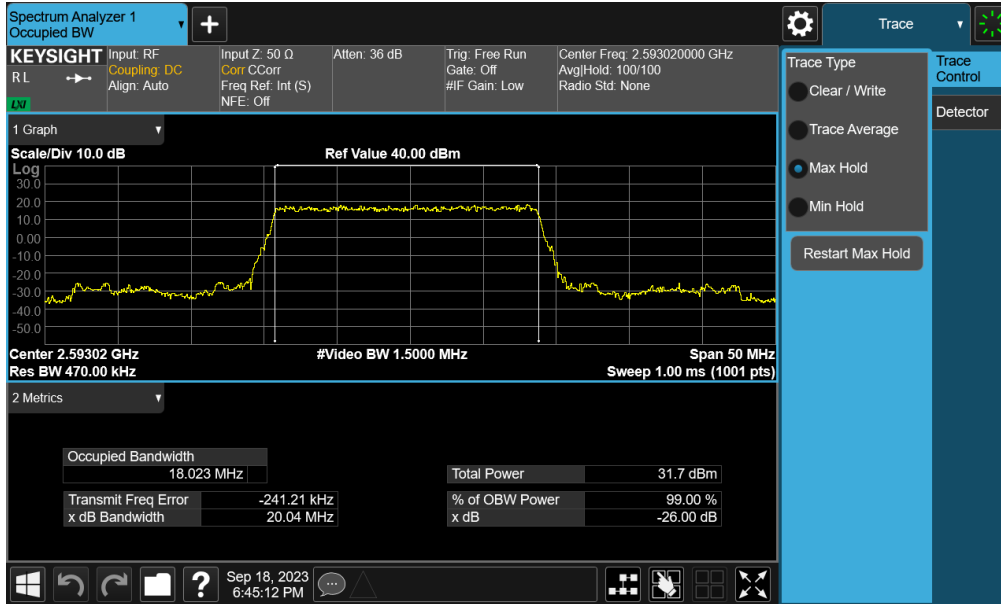 Spectrum Analyzer 1
Occupied BW
Trace
KEYSIGHT
RL
LXI
Input: RF
Coupling: DC
Align: Auto
Input Z: 50 Ω
Corr CCorr
Freq Ref: Int (S)
NFE: Off
Atten: 36 dB
Trig: Free Run
Gate: Off
#IF Gain: Low
Center Freq: 2.593020000 GHz
Avg|Hold: 100/100
Radio Std: None
Trace Type
Clear / Write
Trace Average
Max Hold
Min Hold
Restart Max Hold
Trace
Control
Detector
1 Graph
Scale/Div 10.0 dB
Ref Value 40.00 dBm
Log
30.0
20.0
10.0
0.00
-10.0
-20.0
-30.0
-40.0
-50.0
Center 2.59302 GHz
#Video BW 1.5000 MHz
Span 50 MHz
Res BW 470.00 kHz
Sweep 1.00 ms (1001 pts)
2 Metrics
Occupied Bandwidth
18.023 MHz
Total Power 31.7 dBm
Transmit Freq Error -241.21 kHz
% of OBW Power 99.00 %
x dB Bandwidth 20.04 MHz
x dB -26.00 dB
?
Sep 18, 2023
6:45:12 PM